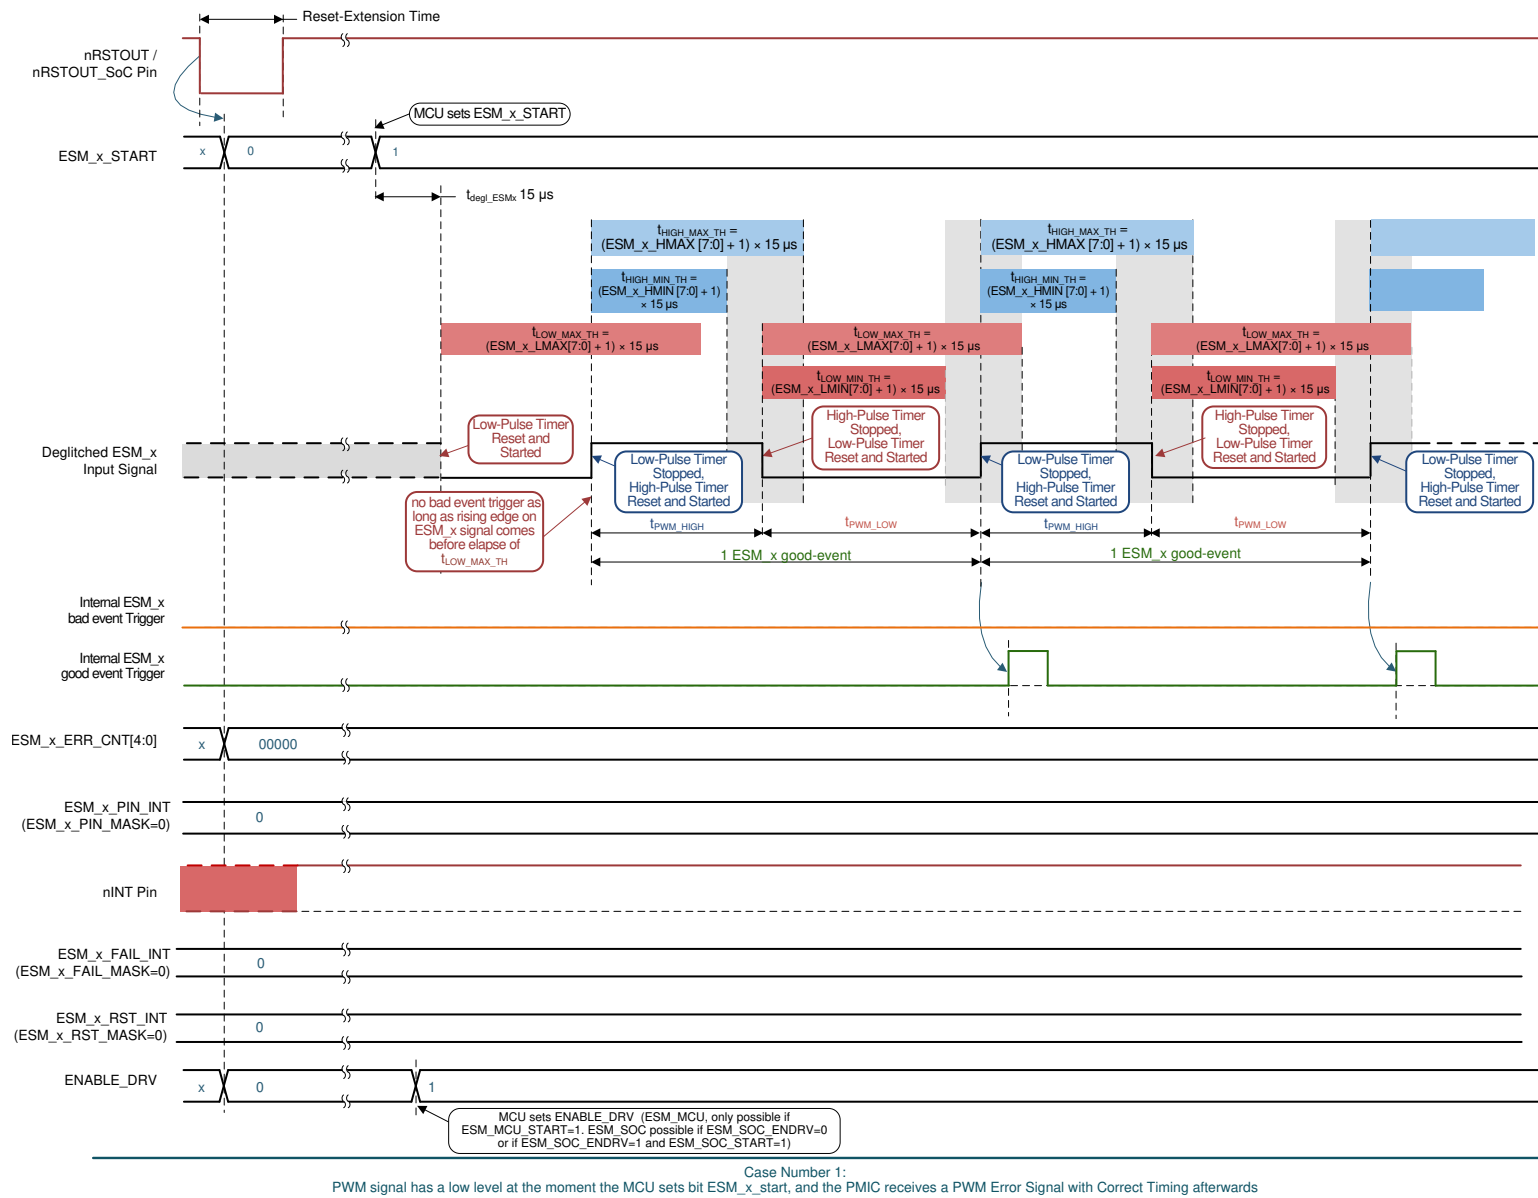 Reset-Extension Time
nRSTOUT /
nRSTOUT_SoC Pin
MCU sets ESM_x_START
ESM_x_START
x
0
1
tdegl_ESMx 15 µs
tHIGH_MAX_TH =
(ESM_x_HMAX [7:0] + 1) × 15 µs
tHIGH_MAX_TH =
(ESM_x_HMAX [7:0] + 1) × 15 µs
tHIGH_MIN_TH =
(ESM_x_HMIN [7:0] + 1)
× 15 µs
tHIGH_MIN_TH =
(ESM_x_HMIN [7:0] + 1)
× 15 µs
tLOW_MAX_TH =
(ESM_x_LMAX[7:0] + 1) × 15 µs
tLOW_MAX_TH =
(ESM_x_LMAX[7:0] + 1) × 15 µs
tLOW_MAX_TH =
(ESM_x_LMAX[7:0] + 1) × 15 µs
tLOW_MIN_TH =
(ESM_x_LMIN[7:0] + 1) × 15 µs
tLOW_MIN_TH =
(ESM_x_LMIN[7:0] + 1) × 15 µs
Deglitched ESM_x
Input Signal
Low-Pulse Timer
Reset and
Started
High-Pulse Timer
Stopped,
Low-Pulse Timer
Reset and Started
High-Pulse Timer
Stopped,
Low-Pulse Timer
Reset and Started
Low-Pulse Timer
Stopped,
High-Pulse Timer
Reset and Started
Low-Pulse Timer
Stopped,
High-Pulse Timer
Reset and Started
Low-Pulse Timer
Stopped,
High-Pulse Timer
Reset and Started
no bad event trigger as
long as rising edge on
ESM_x signal comes
before elapse of
tLOW_MAX_TH
tPWM_HIGH
tPWM_LOW
tPWM_HIGH
tPWM_LOW
1 ESM_x good-event
1 ESM_x good-event
Internal ESM_x
bad event Trigger
Internal ESM_x
good event Trigger
ESM_x_ERR_CNT[4:0]
x
00000
ESM_x_PIN_INT
(ESM_x_PIN_MASK=0)
0
nINT Pin
ESM_x_FAIL_INT
(ESM_x_FAIL_MASK=0)
0
ESM_x_RST_INT
(ESM_x_RST_MASK=0)
0
ENABLE_DRV
x
0
1
MCU sets ENABLE_DRV (ESM_MCU, only possible if
ESM_MCU_START=1. ESM_SOC possible if ESM_SOC_ENDRV=0
or if ESM_SOC_ENDRV=1 and ESM_SOC_START=1)
Case Number 1:
PWM signal has a low level at the moment the MCU sets bit ESM_x_start, and the PMIC receives a PWM Error Signal with Correct Timing afterwards